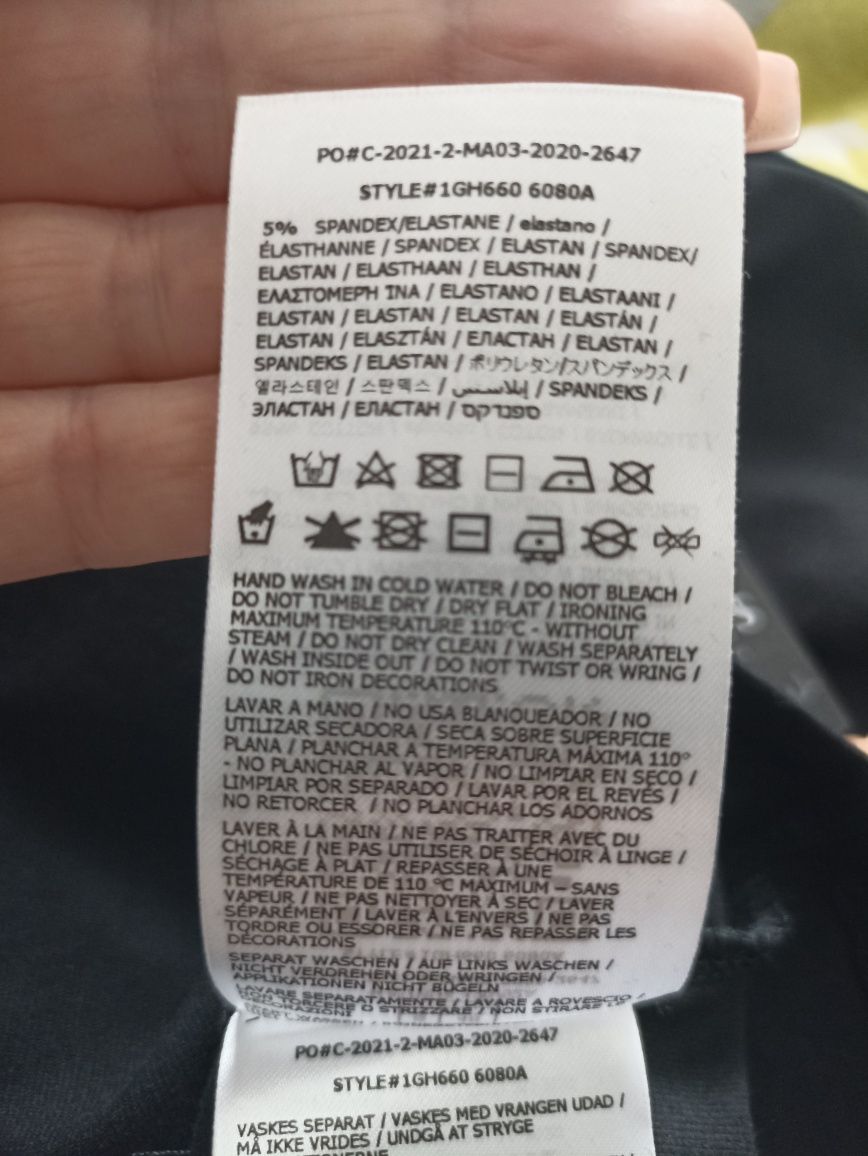 PO#C-2021-2-MA03-2020-2647
STYLE#1GH660 6080A
5% SPANDEX/ELASTANE / elastano /
ÉLASTHANNE / SPANDEX / ELASTAN / SPANDEX/
ELASTAN / ELASTHAAN / ELASTHAN /
ΕΛΑΣΤΟΜΕΡΉ ΊΝΑ / ELASTANO / ELASTAANI /
ELASTAN / ELASTAN / ELASTAN / ELASTÁN /
ELASTAN / ELASZTÁN / ЕЛАСТАН / ELASTAN /
SPANDEKS / ELASTAN / ポリウレタン/スパンデックス /
엘라스테인 / 스판덱스 / إيلاستس / SPANDEKS /
ЭЛАСТАН / ЕЛАСТАН / ספנדקס
HAND WASH IN COLD WATER / DO NOT BLEACH /
DO NOT TUMBLE DRY / DRY FLAT / IRONING
MAXIMUM TEMPERATURE 110°C - WITHOUT
STEAM / DO NOT DRY CLEAN / WASH SEPARATELY
/ WASH INSIDE OUT / DO NOT TWIST OR WRING /
DO NOT IRON DECORATIONS
LAVAR A MANO / NO USA BLANQUEADOR / NO
UTILIZAR SECADORA / SECA SOBRE SUPERFICIE
PLANA / PLANCHAR A TEMPERATURA MÁXIMA 110°
- NO PLANCHAR AL VAPOR / NO LIMPIAR EN SECO /
LIMPIAR POR SEPARADO / LAVAR POR EL REVÉS /
NO RETORCER / NO PLANCHAR LOS ADORNOS
LAVER À LA MAIN / NE PAS TRAITER AVEC DU
CHLORE / NE PAS UTILISER DE SÉCHOIR À LINGE /
SÉCHAGE À PLAT / REPASSER À UNE
TEMPÉRATURE DE 110 °C MAXIMUM – SANS
VAPEUR / NE PAS NETTOYER À SEC / LAVER
SÉPARÉMENT / LAVER À L'ENVERS / NE PAS
TORDRE OU ESSORER / NE PAS REPASSER LES
DÉCORATIONS
SEPARAT WASCHEN / AUF LINKS WASCHEN /
NICHT VERDREHEN ODER WRINGEN /
APPLIKATIONEN NICHT BÜGELN
LAVARE SEPARATAMENTE / LAVARE A ROVESCIO /
NON TORCERE O STRIZZARE / NON STIRARE LE
DECORAZIONI
PO#C-2021-2-MA03-2020-2647
STYLE#1GH660 6080A
VASKES SEPARAT / VASKES MED VRANGEN UDAD /
MÅ IKKE VRIDES / UNDGÅ AT STRYGE